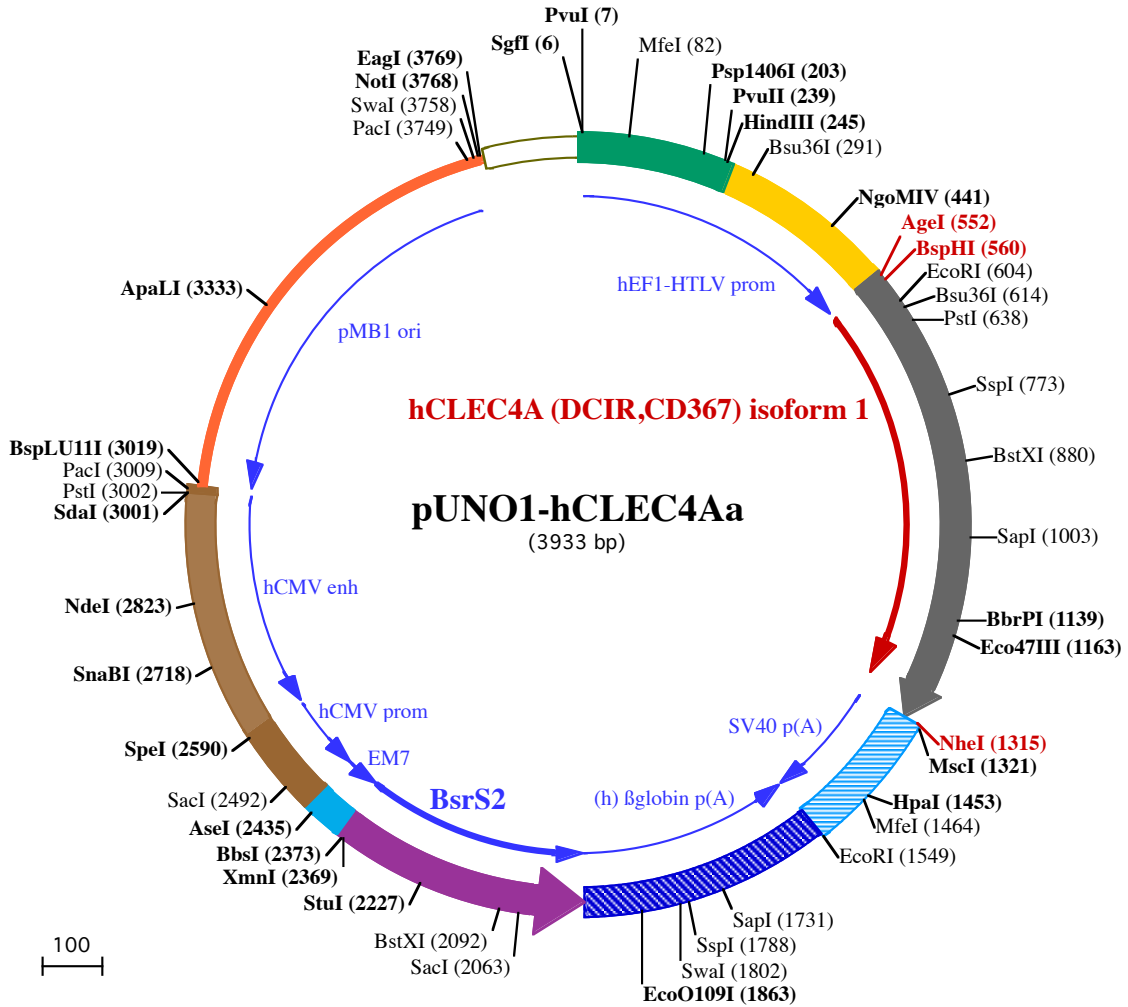 PvuI (7)
SgfI (6)
MfeI (82)
EagI (3769)
Psp1406I (203)
NotI (3768)
PvuII (239)
SwaI (3758)
HindIII (245)
PacI (3749)
Bsu36I (291)
NgoMIV (441)
AgeI (552)
BspHI (560)
EcoRI (604)
hEF1-HTLV prom
ApaLI (3333)
Bsu36I (614)
PstI (638)
pMB1 ori
SspI (773)
hCLEC4A (DCIR,CD367) isoform 1
BspLU11I (3019)
BstXI (880)
PacI (3009)
PstI (3002)
SdaI (3001)
pUNO1-hCLEC4Aa
(3933 bp)
SapI (1003)
hCMV enh
NdeI (2823)
BbrPI (1139)
Eco47III (1163)
SnaBI (2718)
hCMV prom
SV40 p(A)
NheI (1315)
SpeI (2590)
EM7
MscI (1321)
SacI (2492)
BsrS2
(h) ßglobin p(A)
HpaI (1453)
AseI (2435)
MfeI (1464)
BbsI (2373)
EcoRI (1549)
XmnI (2369)
StuI (2227)
SapI (1731)
BstXI (2092)
SspI (1788)
100
SacI (2063)
SwaI (1802)
EcoO109I (1863)